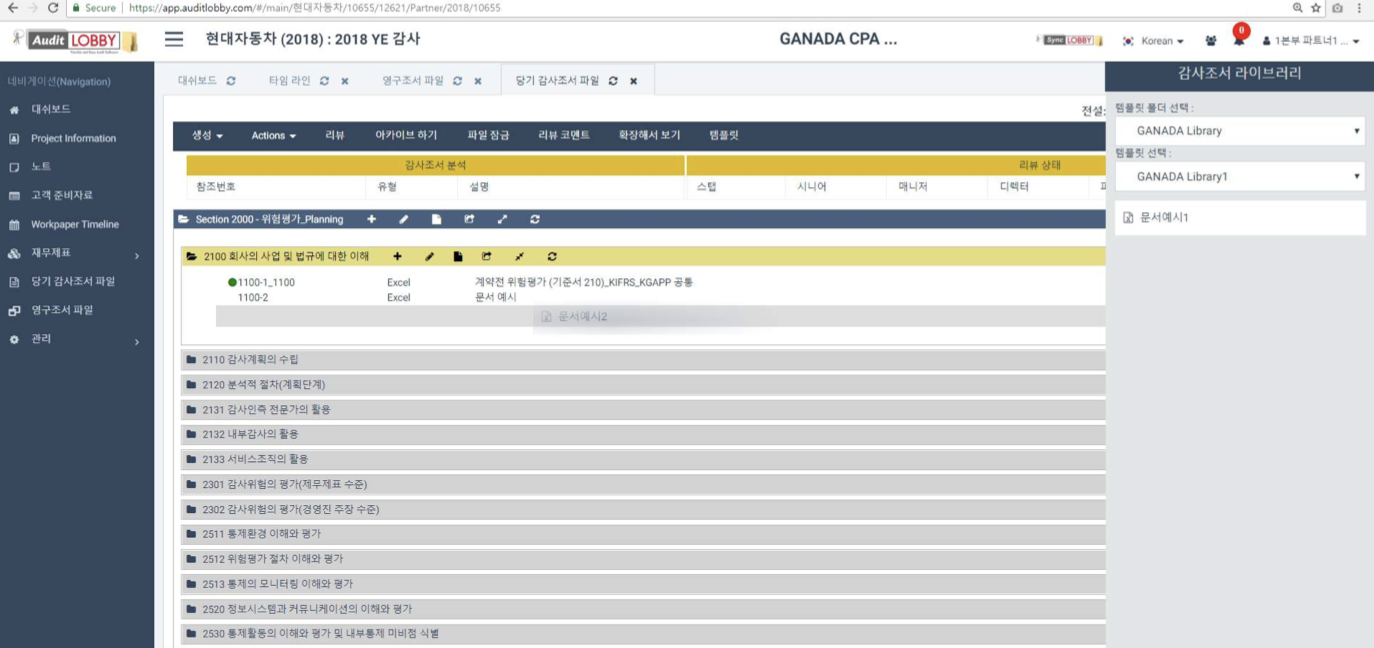 Secure https://app.auditlobby.com/#/main/현대자동차/10655/12621/Partner/2018/10655
Audit LOBBY
현대자동차 (2018) : 2018 YE 감사
GANADA CPA ...
Sync LOBBY
Korean
0
1본부 파트너1 ...
네비게이션(Navigation)
대쉬보드
Project Information
노트
고객 준비자료
Workpaper Timeline
재무제표
당기 감사조서 파일
영구조서 파일
관리
대쉬보드
타임 라인
영구조서 파일
당기 감사조서 파일
전설:
생성
Actions
리뷰
아카이브 하기
파일 잠금
리뷰 코멘트
확장해서 보기
템플릿
감사조서 분석
리뷰 상태
참조번호
유형
설명
스탭
시니어
매니저
디렉터
Section 2000 - 위험평가_Planning
2100 회사의 사업 및 법규에 대한 이해
1100-1_1100 Excel 계약전 위험평가 (기준서 210)_KIFRS_KGAPP 공통
1100-2 Excel 문서 예시
문서예시2
2110 감사계획의 수립
2120 분석적 절차(계획단계)
2131 감사인측 전문가의 활용
2132 내부감사의 활용
2133 서비스조직의 활용
2301 감사위험의 평가(재무제표 수준)
2302 감사위험의 평가(경영진 주장 수준)
2511 통제환경 이해와 평가
2512 위험평가 절차 이해와 평가
2513 통제의 모니터링 이해와 평가
2520 정보시스템과 커뮤니케이션의 이해와 평가
2530 통제활동의 이해와 평가 및 내부통제 미비점 식별
감사조서 라이브러리
템플릿 폴더 선택 :
GANADA Library
템플릿 선택 :
GANADA Library1
문서예시1